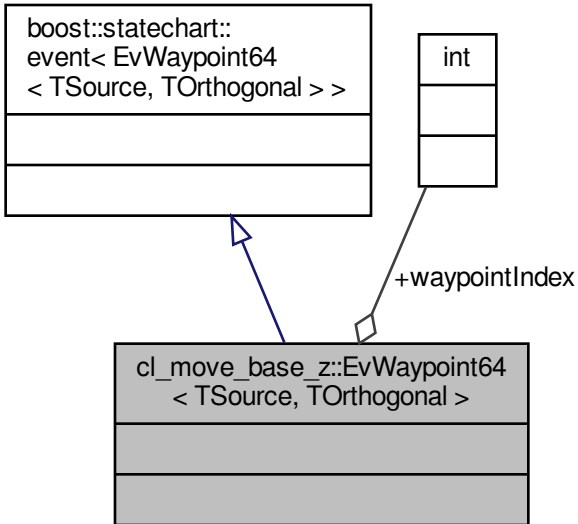 boost::statechart::
event< EvWaypoint64
< TSource, TOrthogonal > >
int
+waypointIndex
cl_move_base_z::EvWaypoint64
< TSource, TOrthogonal >